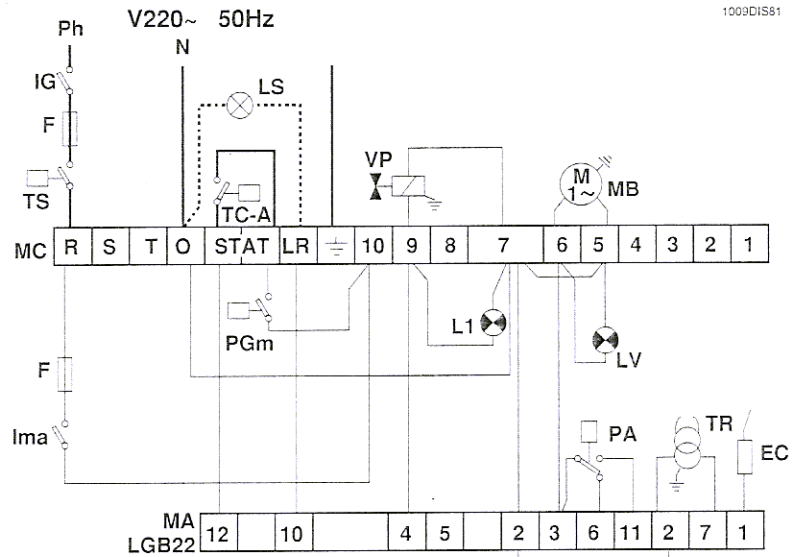 1009DIS81
V220~ 50Hz
Ph
N
IG
LS
F
VP
M
1~
MB
TS
TC-A
MC R S T O STAT LR 10 9 8 7 6 5 4 3 2 1
PGm
L1
LV
F
Ima
PA
TR
EC
MA
LGB22
12 10 4 5 2 3 6 11 2 7 1